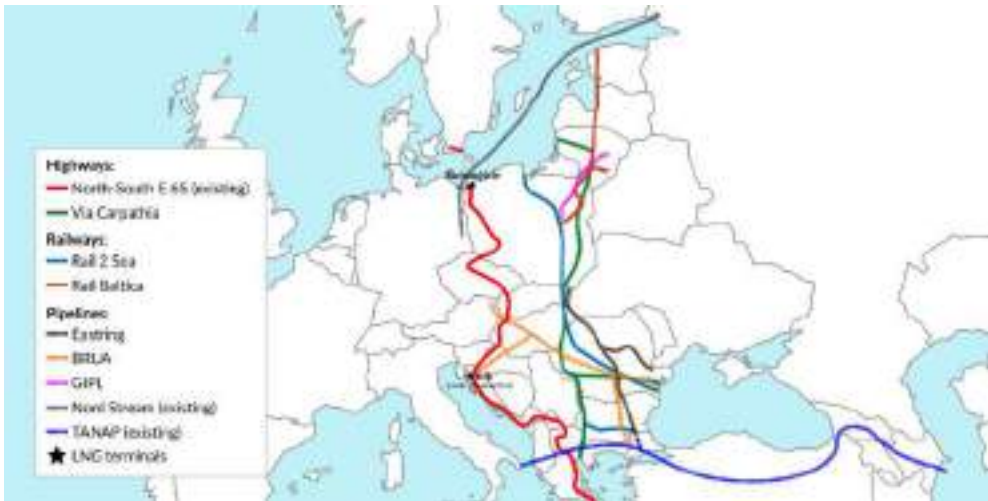 Highways:
North-South E 65 (existing)
Via Carpathia
Railways:
Rail 2 Sea
Rail Baltica
Pipelines:
Eastring
BRUA
GIPL
Nord Stream (existing)
TANAP (existing)
LNG terminals